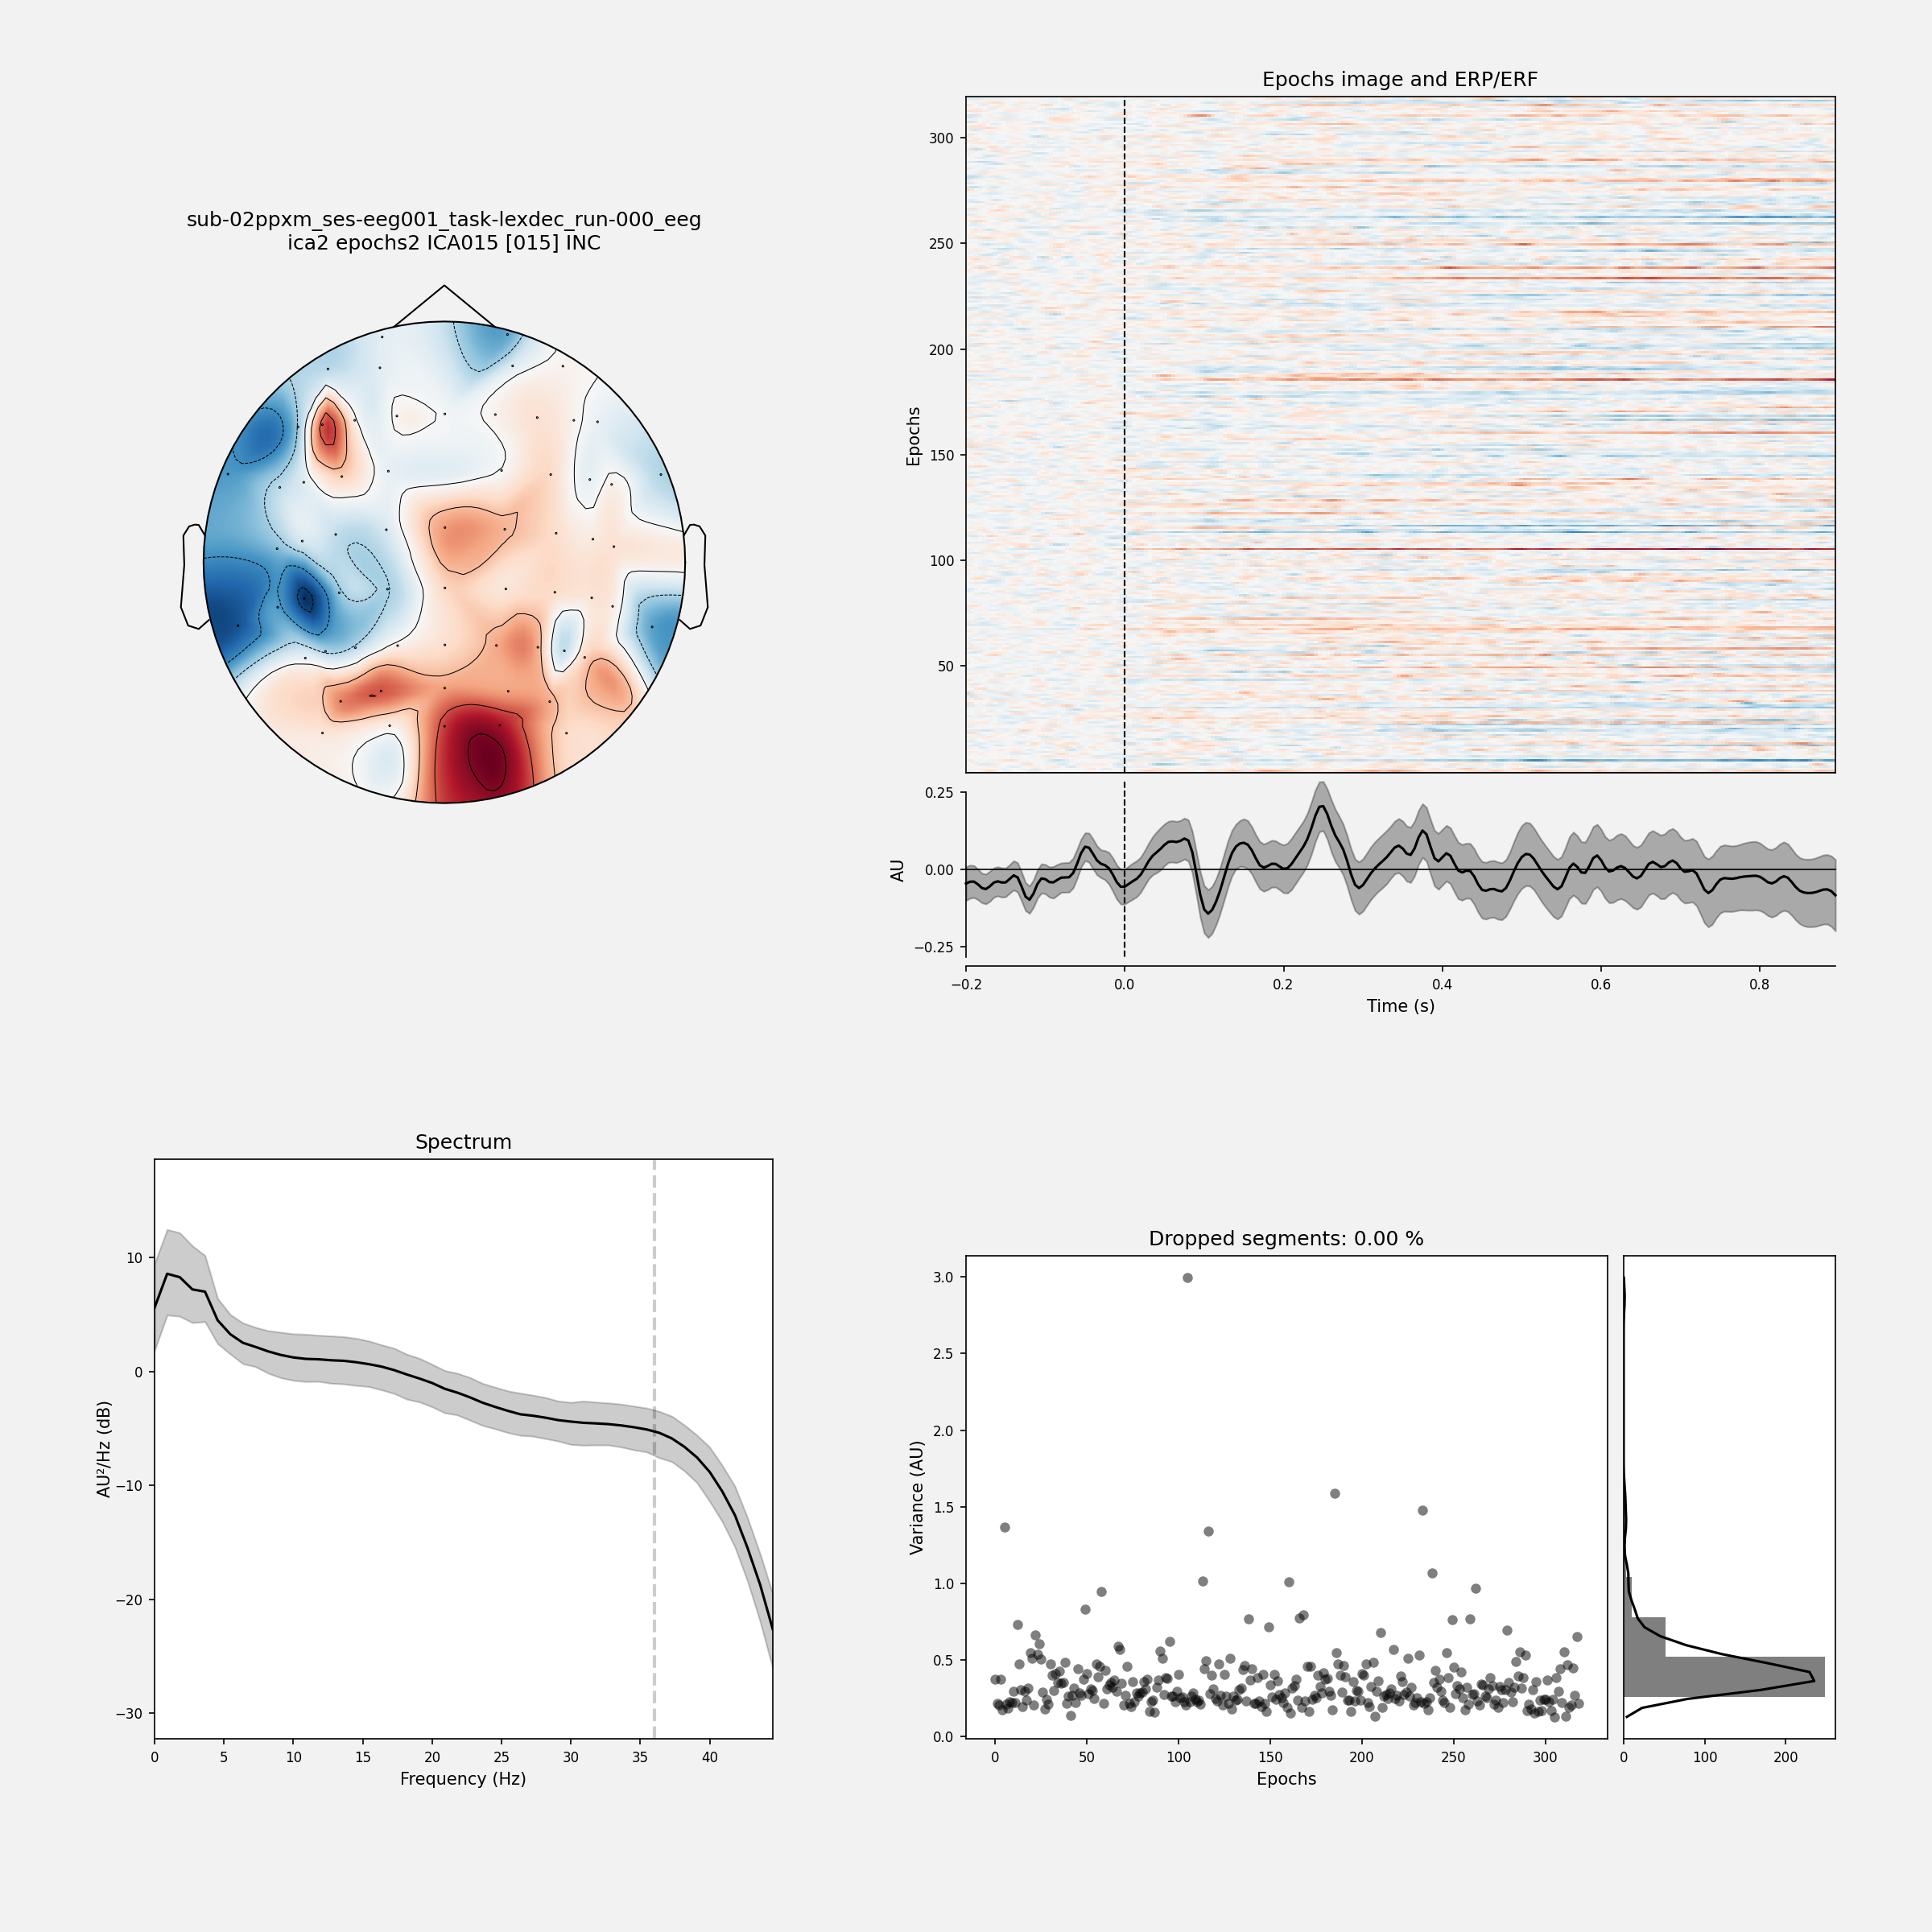 sub-02ppxm_ses-eeg001_task-lexdec_run-000_eeg
ica2 epochs2 ICA015 [015] INC
Epochs image and ERP/ERF
Epochs
300
250
200
150
100
50
AU
0.25
0.00
−0.25
−0.2 0.0 0.2 0.4 0.6 0.8
Time (s)
Spectrum
AU²/Hz (dB)
10
0
−10
−20
−30
0 5 10 15 20 25 30 35 40
Frequency (Hz)
Dropped segments: 0.00 %
Variance (AU)
3.0
2.5
2.0
1.5
1.0
0.5
0.0
0 50 100 150 200 250 300
Epochs
0 100 200